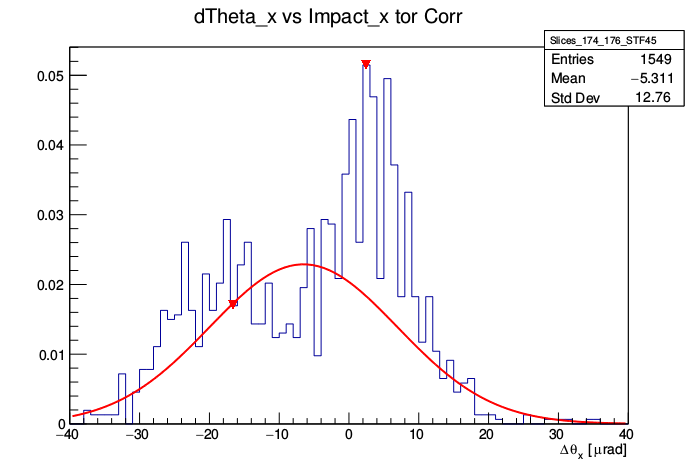 dTheta_x vs Impact_x tor Corr
Slices_174_176_STF45
Entries 1549
Mean −5.311
Std Dev 12.76
0.05
0.04
0.03
0.02
0.01
0
−40 −30 −20 −10 0 10 20 30 40
Δθx [μrad]